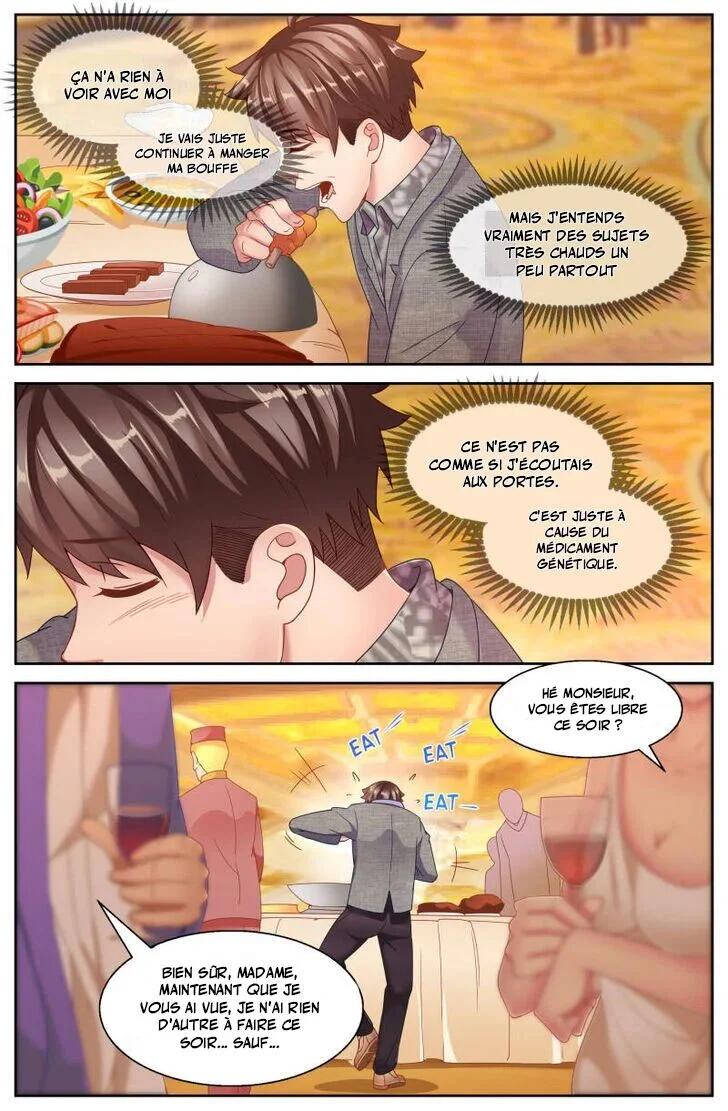 ÇA N'A RIEN À
VOIR AVEC MOI
JE VAIS JUSTE
CONTINUER À MANGER
MA BOUFFE
MAIS J'ENTENDS
VRAIMENT DES SUJETS
TRÈS CHAUDS UN
PEU PARTOUT
CE N'EST PAS
COMME SI J'ÉCOUTAIS
AUX PORTES.
C'EST JUSTE À
CAUSE DU
MÉDICAMENT
GÉNÉTIQUE.
HÉ MONSIEUR,
VOUS ÊTES LIBRE
CE SOIR ?
EAT
EAT
EAT
BIEN SÛR, MADAME,
MAINTENANT QUE JE
VOUS AI VUE, JE N'AI RIEN
D'AUTRE À FAIRE CE
SOIR... SAUF...